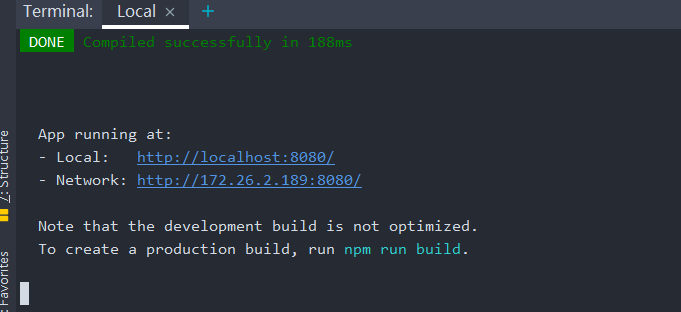 Terminal: Local × +
DONE Compiled successfully in 188ms
App running at:
- Local: http://localhost:8080/
- Network: http://172.26.2.189:8080/
Note that the development build is not optimized.
To create a production build, run npm run build.
7: Structure
: Favorites